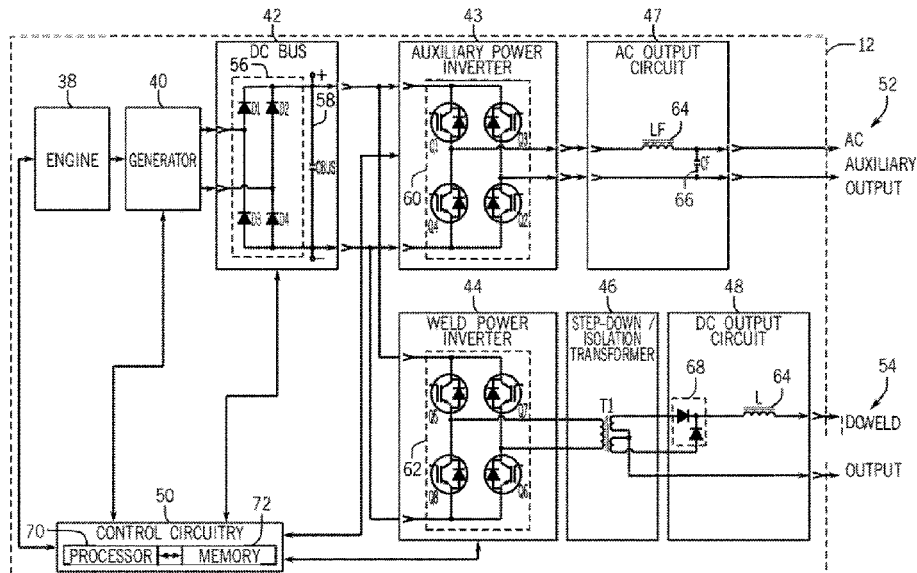 42
43
47
12
DC BUS
AUXILIARY POWER
INVERTER
AC OUTPUT
CIRCUIT
38
40
56
+
58
64
52
D1
D2
Q1
Q3
LF
AC
AUXILIARY
OUTPUT
ENGINE
GENERATOR
CBUS
CF
66
60
D3
D4
Q4
Q2
−
44
46
48
WELD POWER
INVERTER
STEP-DOWN /
ISOLATION
TRANSFORMER
DC OUTPUT
CIRCUIT
68
64
54
Q5
Q7
T1
L
DCWELD
OUTPUT
62
Q8
Q6
50
CONTROL CIRCUITRY
70
72
PROCESSOR
MEMORY